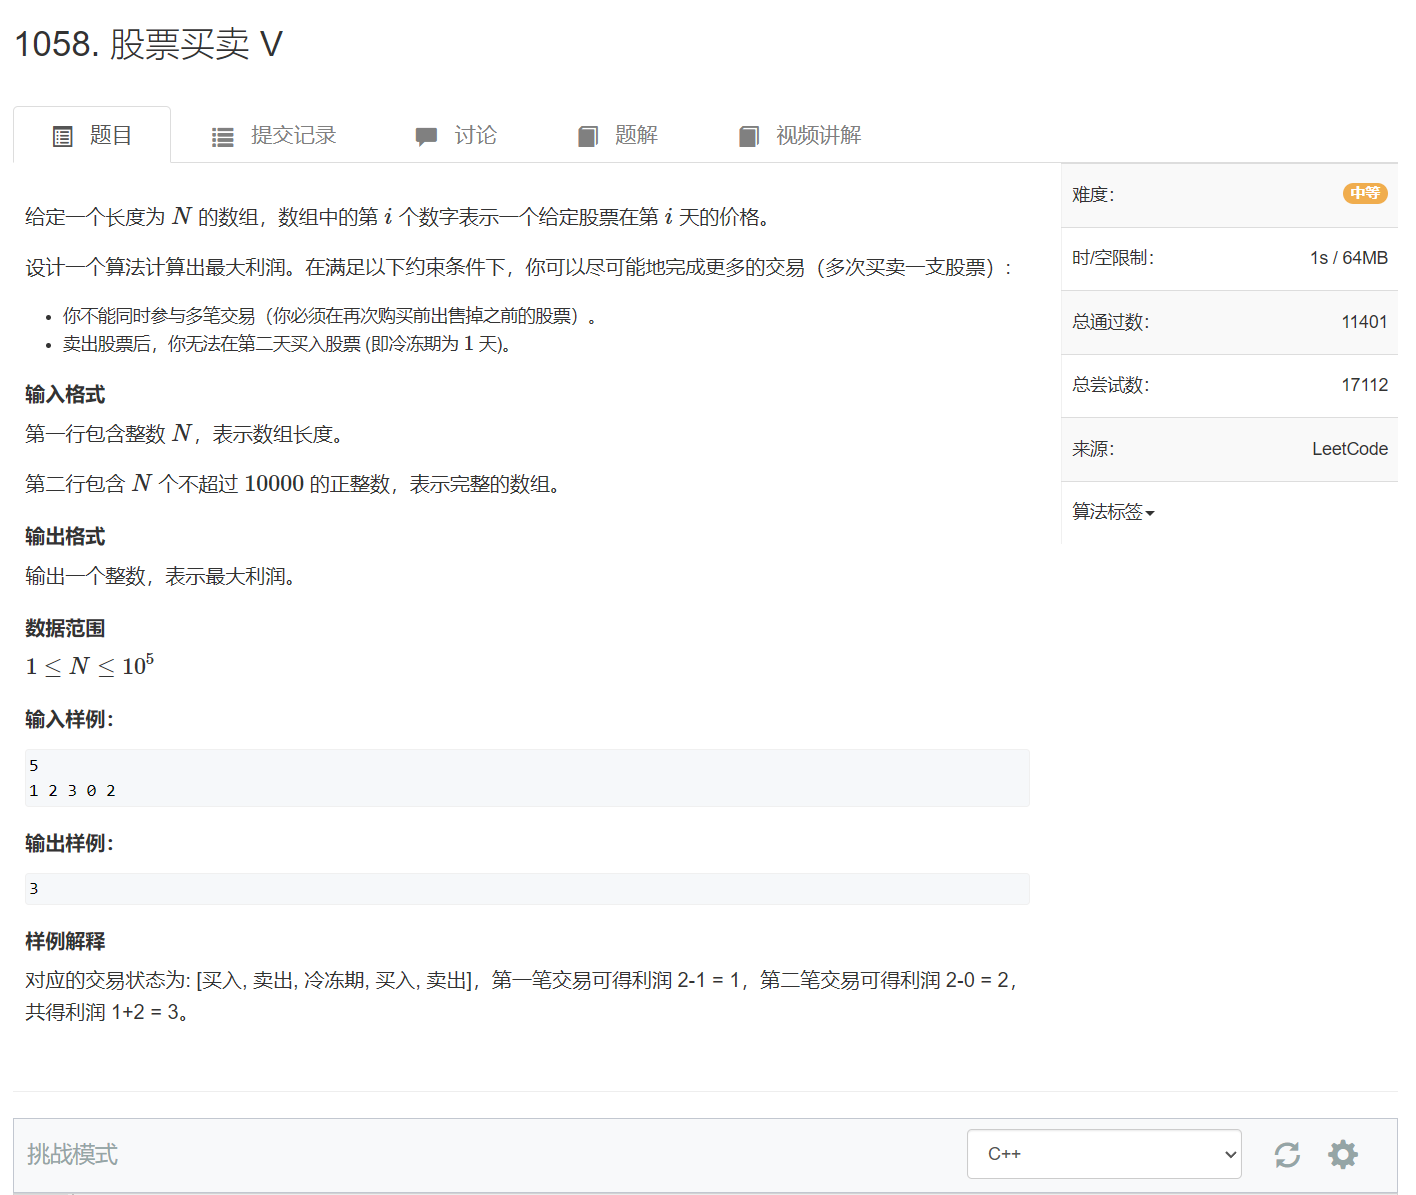 1058. 股票买卖 V
题目 提交记录 讨论 题解 视频讲解
给定一个长度为 N 的数组，数组中的第 i 个数字表示一个给定股票在第 i 天的价格。
设计一个算法计算出最大利润。在满足以下约束条件下，你可以尽可能地完成更多的交易（多次买卖一支股票）:
• 你不能同时参与多笔交易（你必须在再次购买前出售掉之前的股票）。
• 卖出股票后，你无法在第二天买入股票 (即冷冻期为 1 天)。
输入格式
第一行包含整数 N，表示数组长度。
第二行包含 N 个不超过 10000 的正整数，表示完整的数组。
输出格式
输出一个整数，表示最大利润。
数据范围
1 ≤ N ≤ 10⁵
输入样例：
5
1 2 3 0 2
输出样例：
3
样例解释
对应的交易状态为: [买入, 卖出, 冷冻期, 买入, 卖出]，第一笔交易可得利润 2-1 = 1，第二笔交易可得利润 2-0 = 2，
共得利润 1+2 = 3。
难度： 中等
时/空限制： 1s / 64MB
总通过数： 11401
总尝试数： 17112
来源： LeetCode
算法标签
挑战模式 C++